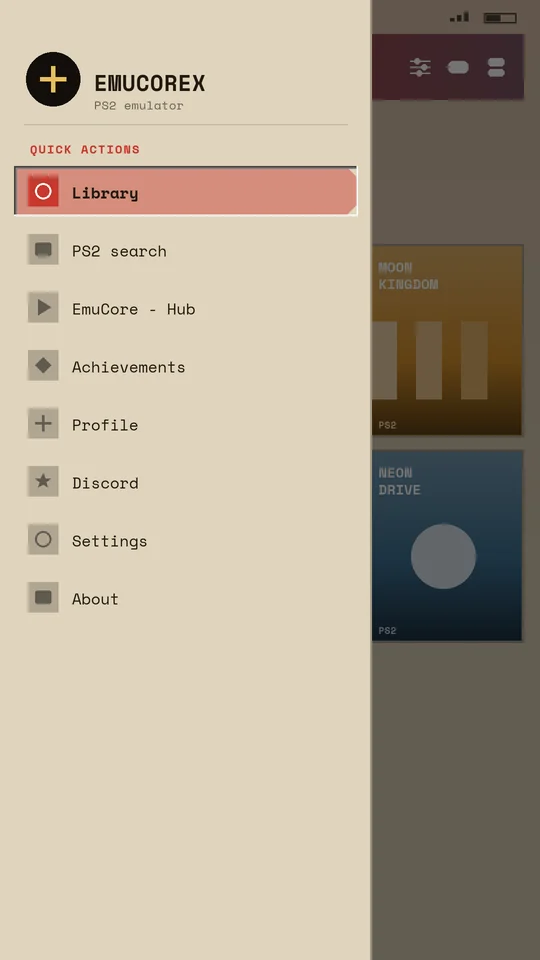 EMUCOREX
PS2 emulator
QUICK ACTIONS
Library
PS2 search
EmuCore - Hub
Achievements
Profile
Discord
Settings
About
MOON
KINGDOM
PS2
NEON
DRIVE
PS2